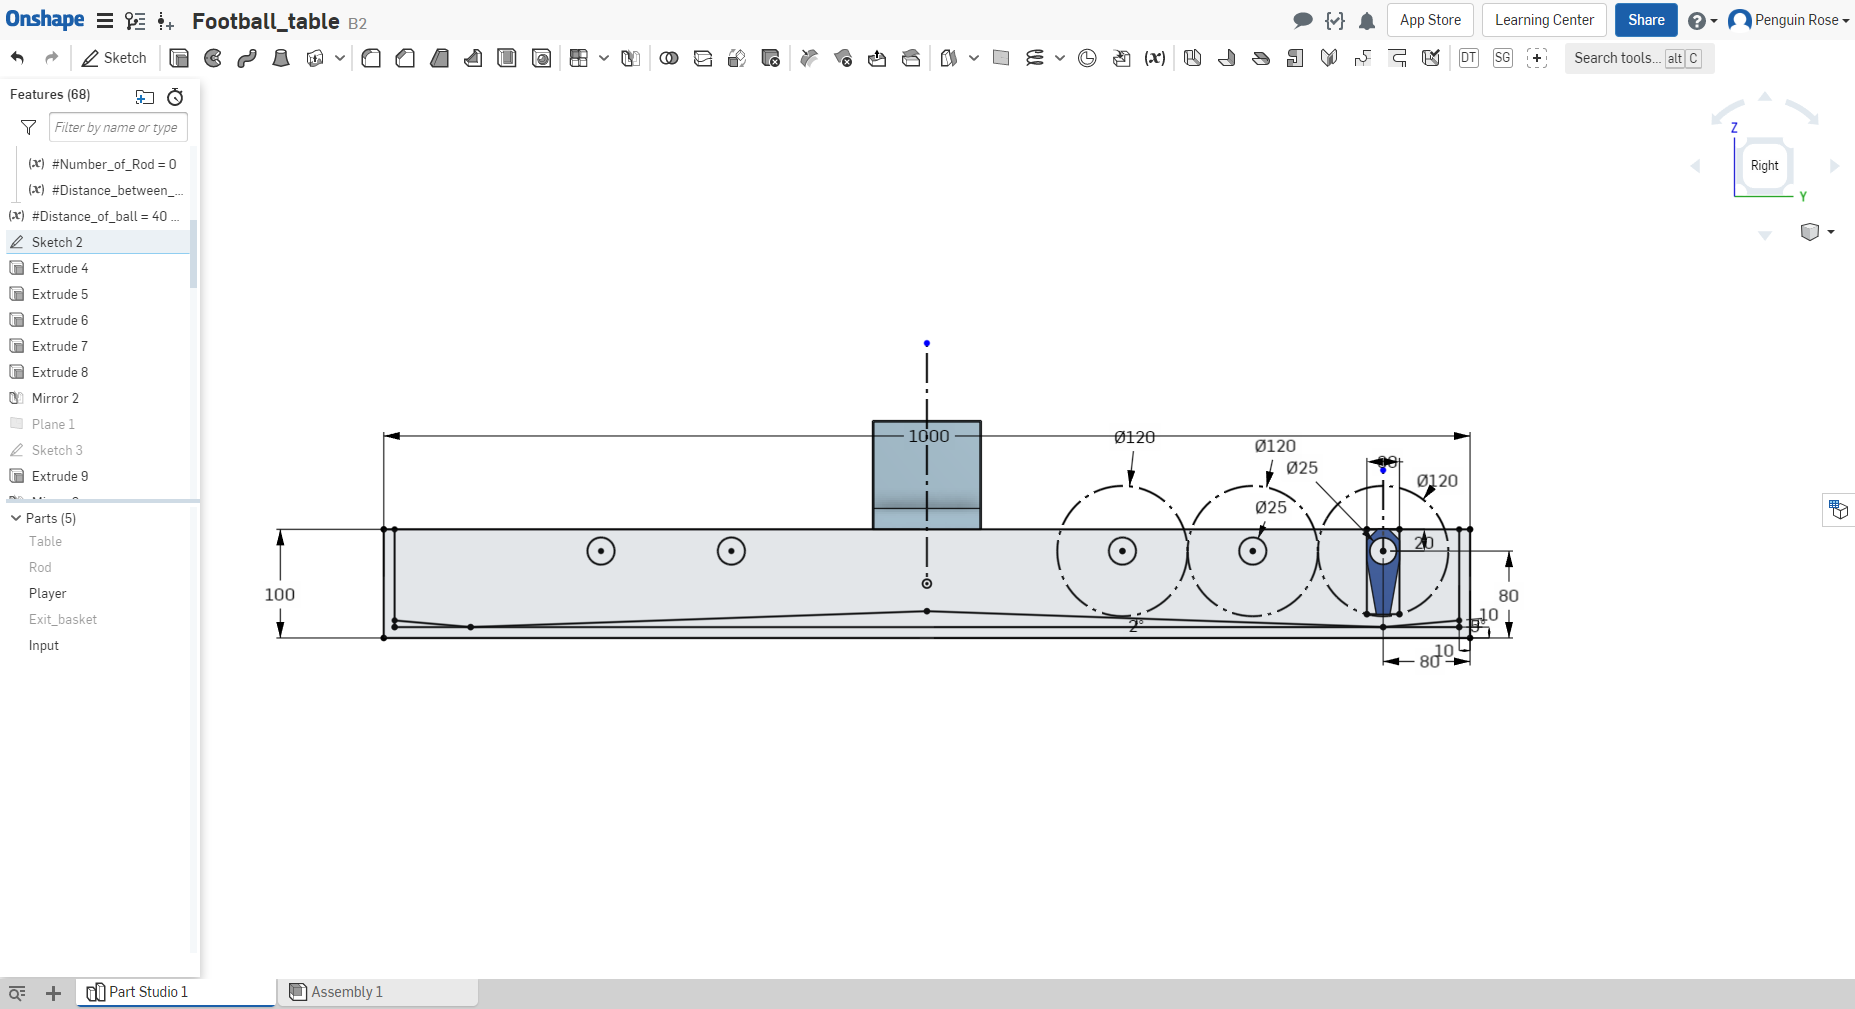 Onshape Football_table B2 App Store Learning Center Share Penguin Rose
Sketch DT SG Search tools... alt C
Features (68)
Filter by name or type
(x) #Number_of_Rod = 0
(x) #Distance_between_...
(x) #Distance_of_ball = 40 ...
Sketch 2
Extrude 4
Extrude 5
Extrude 6
Extrude 7
Extrude 8
Mirror 2
Plane 1
Sketch 3
Extrude 9
Parts (5)
Table
Rod
Player
Exit_basket
Input
Z
Right
Y
1000
Ø120
Ø120
Ø25
Ø120
Ø25
20
100
80
10
2°
10
80
Part Studio 1
Assembly 1